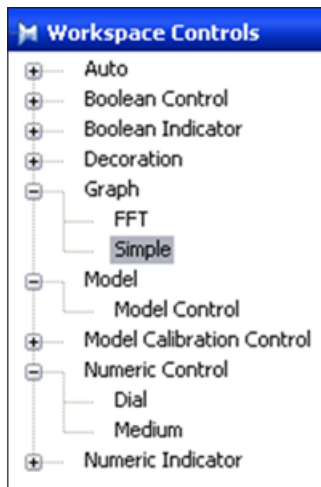 Workspace Controls
Auto
Boolean Control
Boolean Indicator
Decoration
Graph
FFT
Simple
Model
Model Control
Model Calibration Control
Numeric Control
Dial
Medium
Numeric Indicator